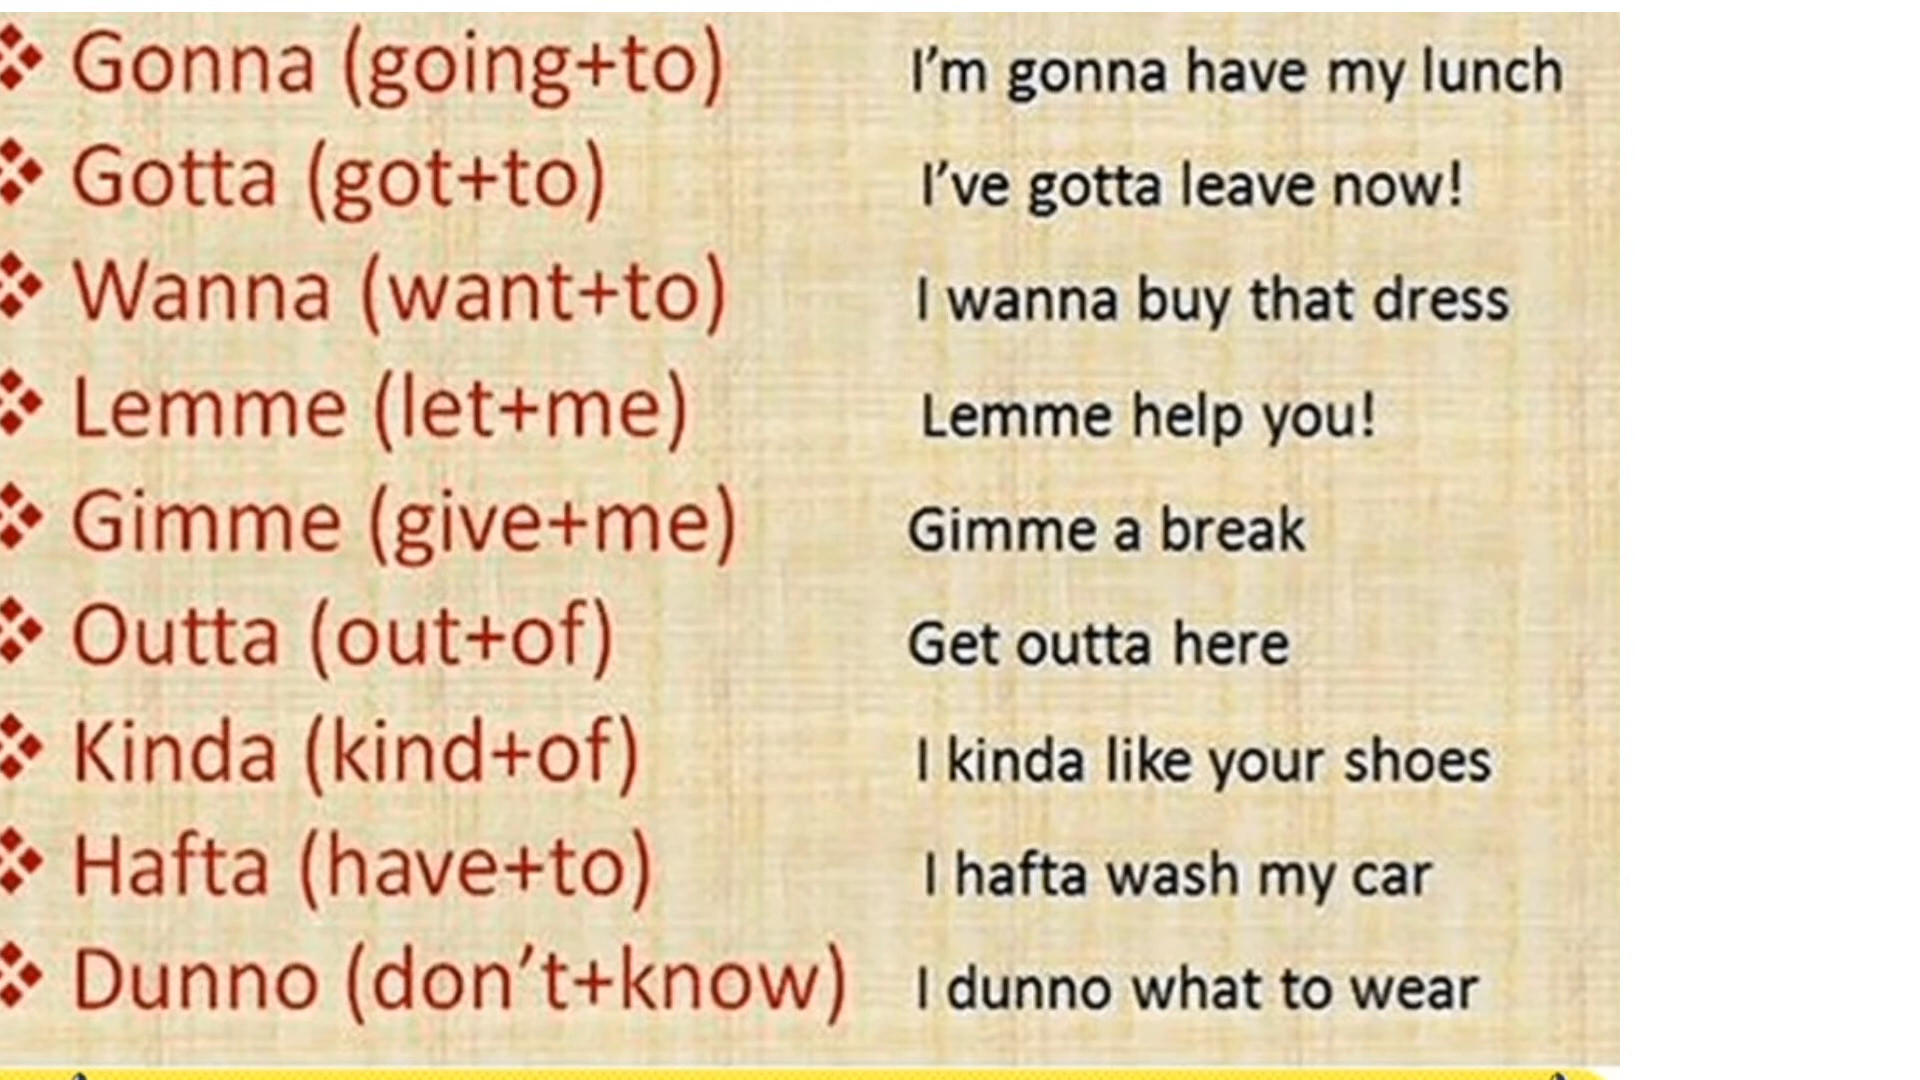 Gonna (going+to) I'm gonna have my lunch
Gotta (got+to) I've gotta leave now!
Wanna (want+to) I wanna buy that dress
Lemme (let+me) Lemme help you!
Gimme (give+me) Gimme a break
Outta (out+of) Get outta here
Kinda (kind+of) I kinda like your shoes
Hafta (have+to) I hafta wash my car
Dunno (don't+know) I dunno what to wear